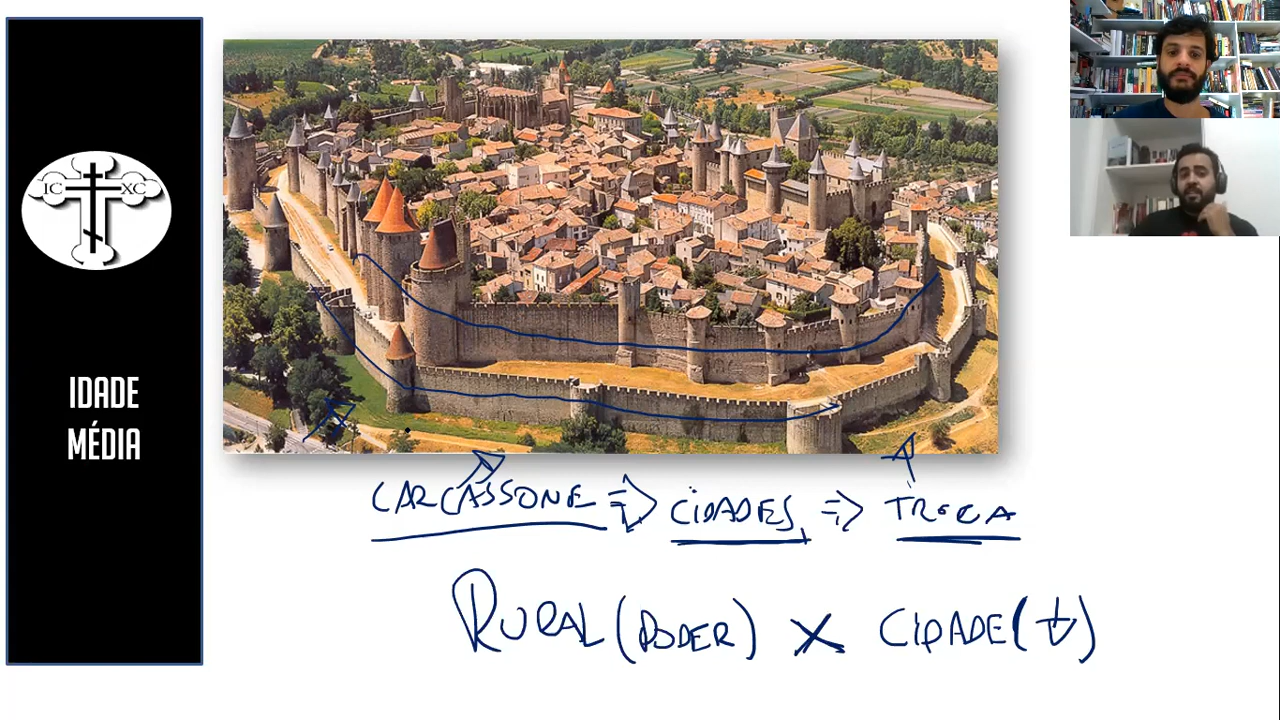 IC XC
IDADE
MÉDIA
CARCASSONE ⇒ CIDADES ⇒ TROCA
RURAL (PODER) X CIDADE (↓)